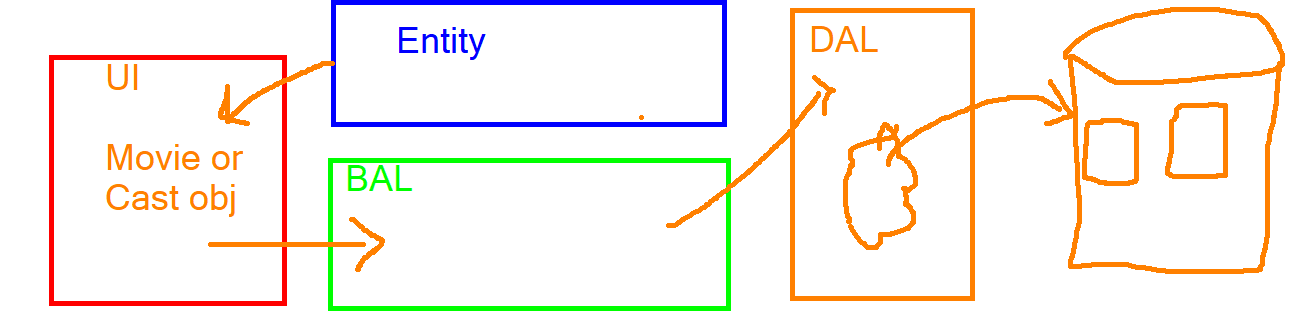 UI
Movie or
Cast obj
Entity
BAL
DAL